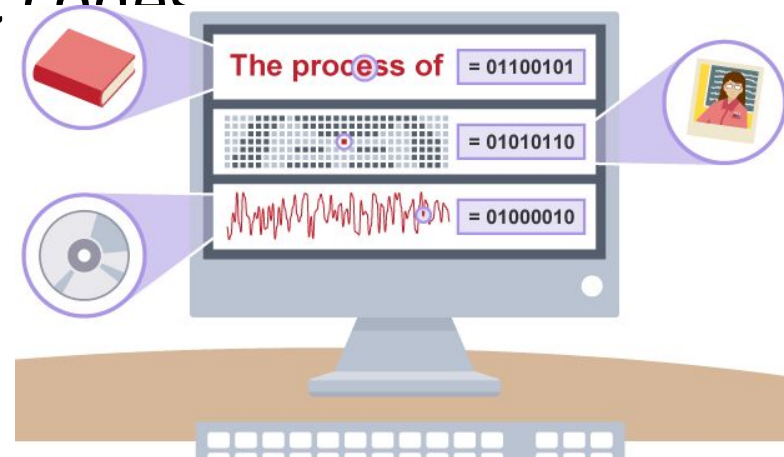 The process of = 01100101
= 01010110
= 01000010